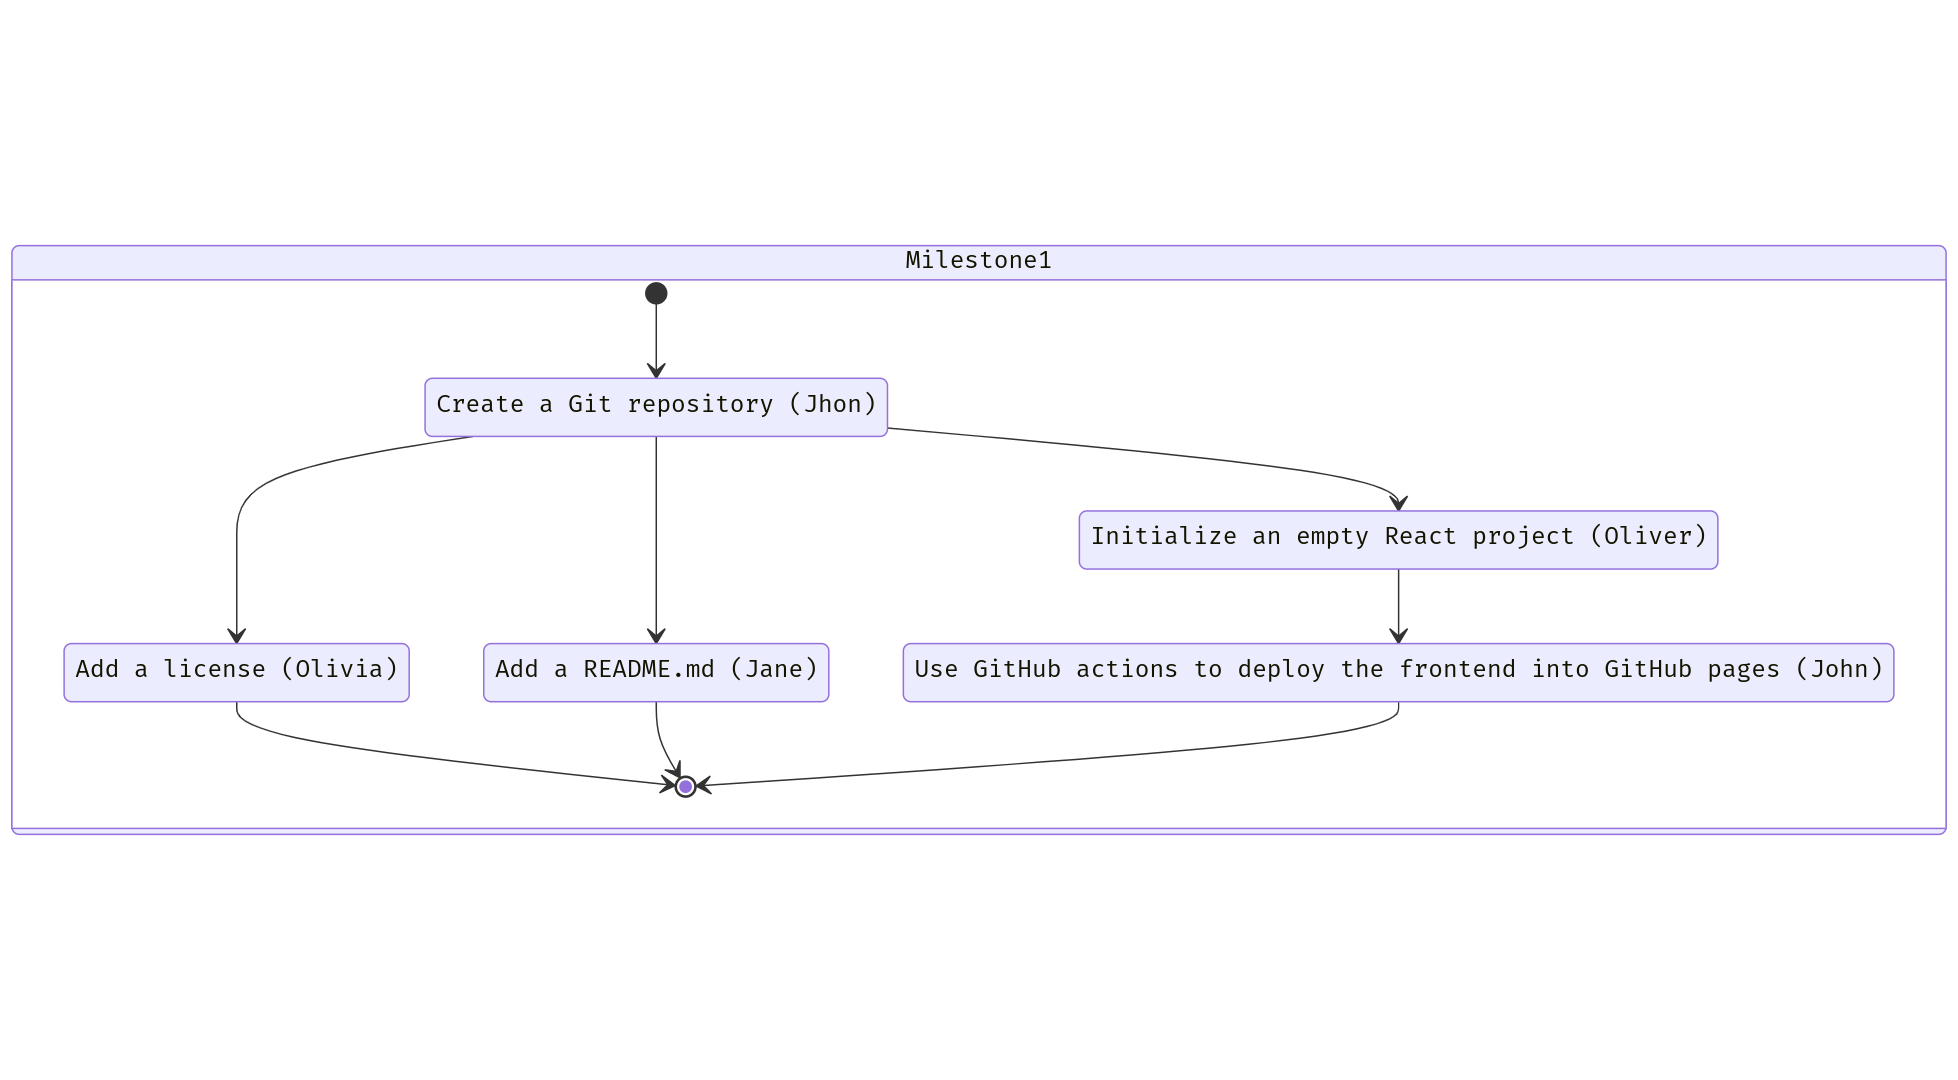 Milestone1
Create a Git repository (Jhon)
Initialize an empty React project (Oliver)
Add a license (Olivia)
Add a README.md (Jane)
Use GitHub actions to deploy the frontend into GitHub pages (John)